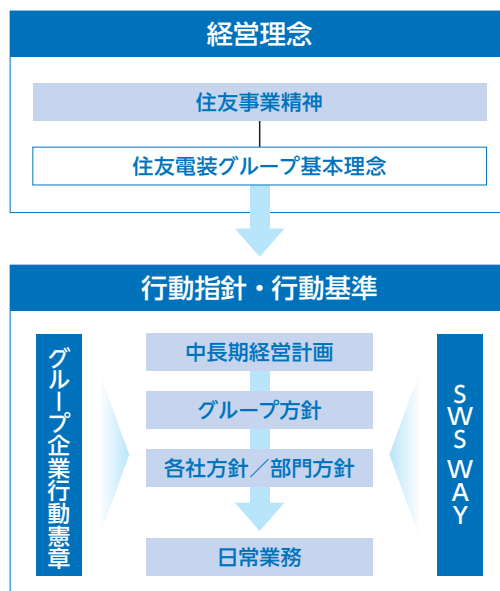 経営理念
住友事業精神
住友電装グループ基本理念
行動指針・行動基準
グループ企業行動憲章
中長期経営計画
グループ方針
各社方針／部門方針
日常業務
SWS WAY